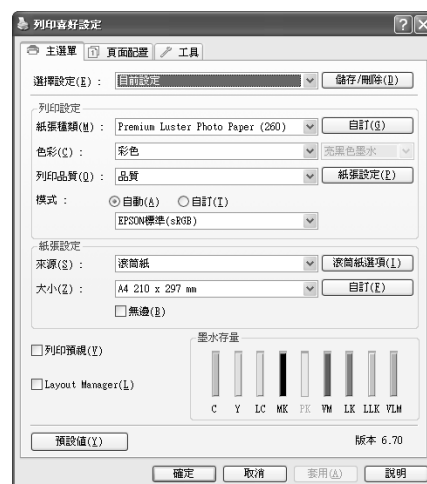 列印喜好設定
主選單 頁面配置 工具
選擇設定(E) : 目前設定 儲存/刪除(D)
列印設定
紙張種類(M) : Premium Luster Photo Paper (260) 自訂(G)
色彩(C) : 彩色 亮黑色墨水
列印品質(Q) : 品質 紙張設定(P)
模式 : 自動(A) 自訂(I)
EPSON標準(sRGB)
紙張設定
來源(S) : 滾筒紙 滾筒紙選項(I)
大小(Z) : A4 210 x 297 mm 自訂(F)
無邊(B)
墨水存量
列印預視(V)
Layout Manager(L)
C Y LC MK PK VM LK LLK VLM
預設值(Y) 版本 6.70
確定 取消 套用(A) 說明